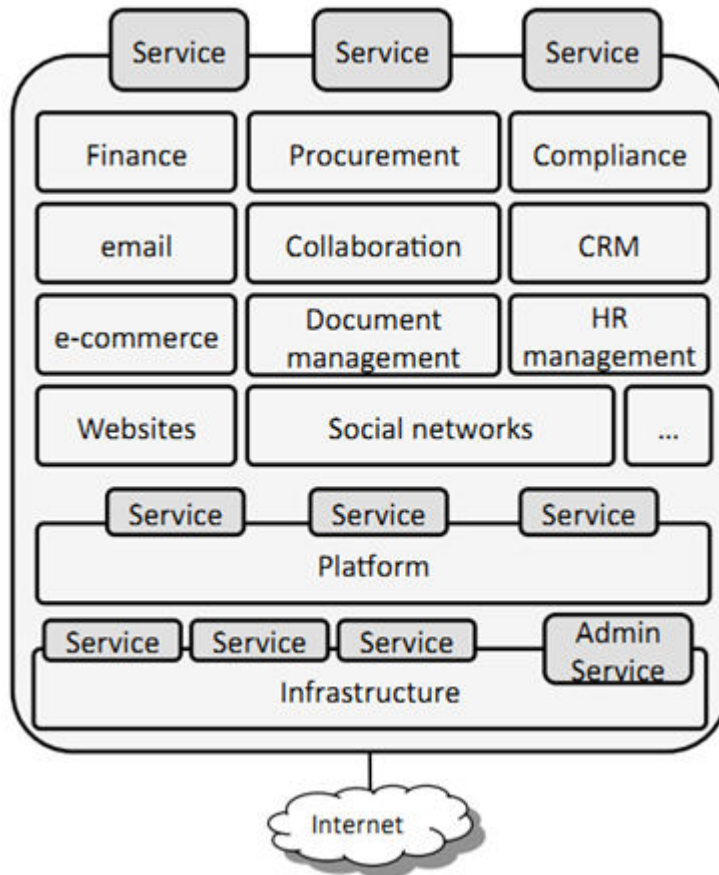 Service Service Service
Finance Procurement Compliance
email Collaboration CRM
e-commerce Document management HR management
Websites Social networks ...
Service Service Service
Platform
Service Service Service Admin Service
Infrastructure
Internet